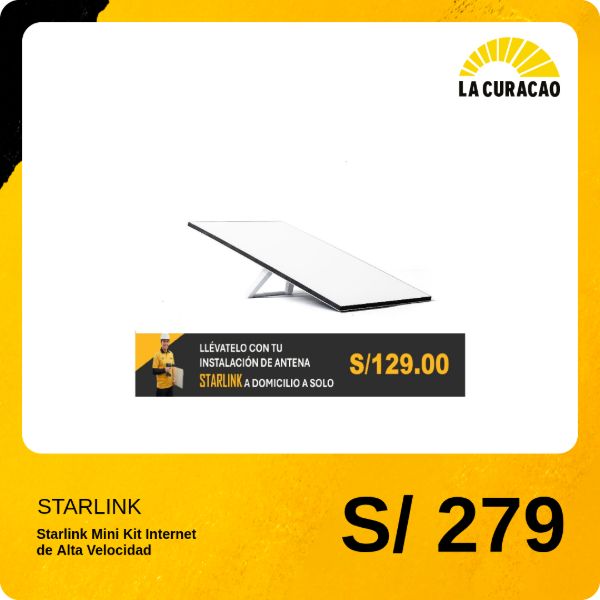 LA CURACAO
LLÉVATELO CON TU
INSTALACIÓN DE ANTENA
STARLINK A DOMICILIO A SOLO
S/129.00
STARLINK
Starlink Mini Kit Internet
de Alta Velocidad
S/ 279